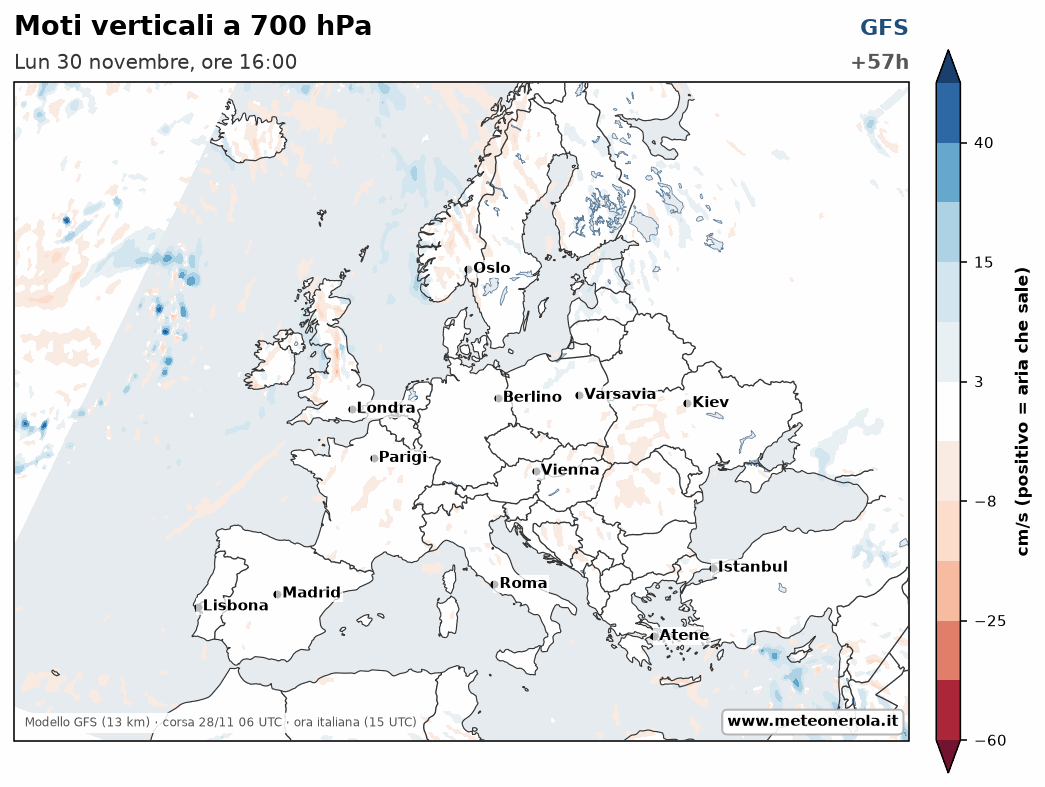 Moti verticali a 700 hPa
GFS
Lun 30 novembre, ore 16:00
+57h
40
15
3
−8
−25
−60
cm/s (positivo = aria che sale)
Oslo
Londra
Berlino
Varsavia
Kiev
Parigi
Vienna
Istanbul
Roma
Madrid
Lisbona
Atene
Modello GFS (13 km) · corsa 28/11 06 UTC · ora italiana (15 UTC)
www.meteonerola.it